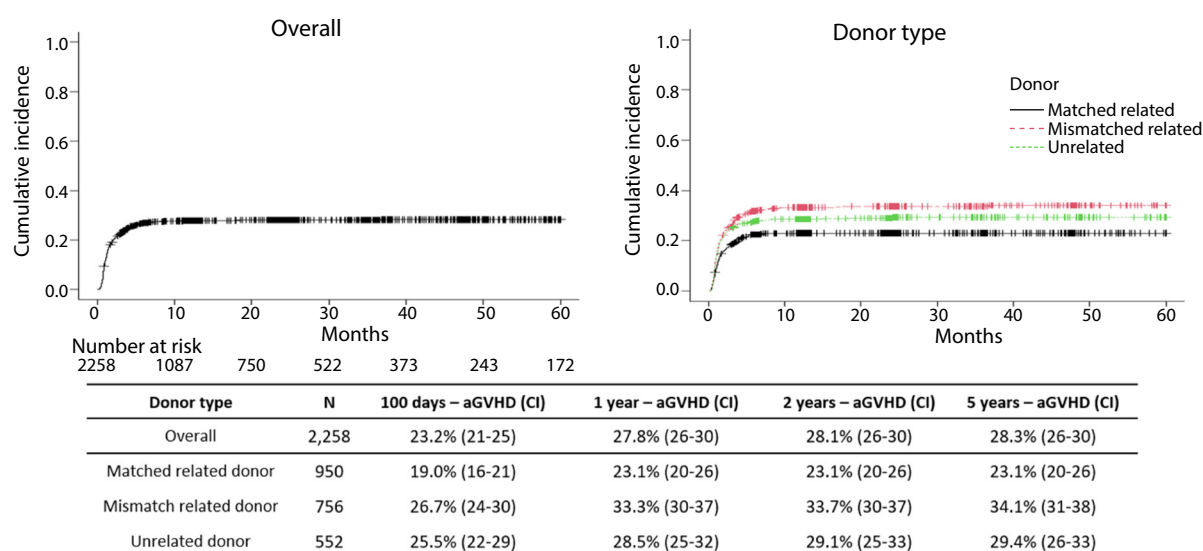 Overall
Cumulative incidence
1.0
0.8
0.6
0.4
0.2
0.0
0 10 20 30 40 50 60
Months
Number at risk
2258 1087 750 522 373 243 172
Donor type
Cumulative incidence
1.0
0.8
0.6
0.4
0.2
0.0
0 10 20 30 40 50 60
Months
Donor
Matched related
Mismatched related
Unrelated
Donor type N 100 days – aGVHD (CI) 1 year – aGVHD (CI) 2 years – aGVHD (CI) 5 years – aGVHD (CI)
Overall 2,258 23.2% (21-25) 27.8% (26-30) 28.1% (26-30) 28.3% (26-30)
Matched related donor 950 19.0% (16-21) 23.1% (20-26) 23.1% (20-26) 23.1% (20-26)
Mismatch related donor 756 26.7% (24-30) 33.3% (30-37) 33.7% (30-37) 34.1% (31-38)
Unrelated donor 552 25.5% (22-29) 28.5% (25-32) 29.1% (25-33) 29.4% (26-33)